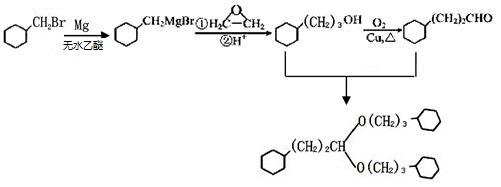 CH₂Br
Mg
无水乙醚
CH₂MgBr
①H₂C—CH₂
O
②H⁺
(CH₂)₃OH
O₂
Cu,△
(CH₂)₂CHO
O(CH₂)₃
(CH₂)₂CH
O(CH₂)₃